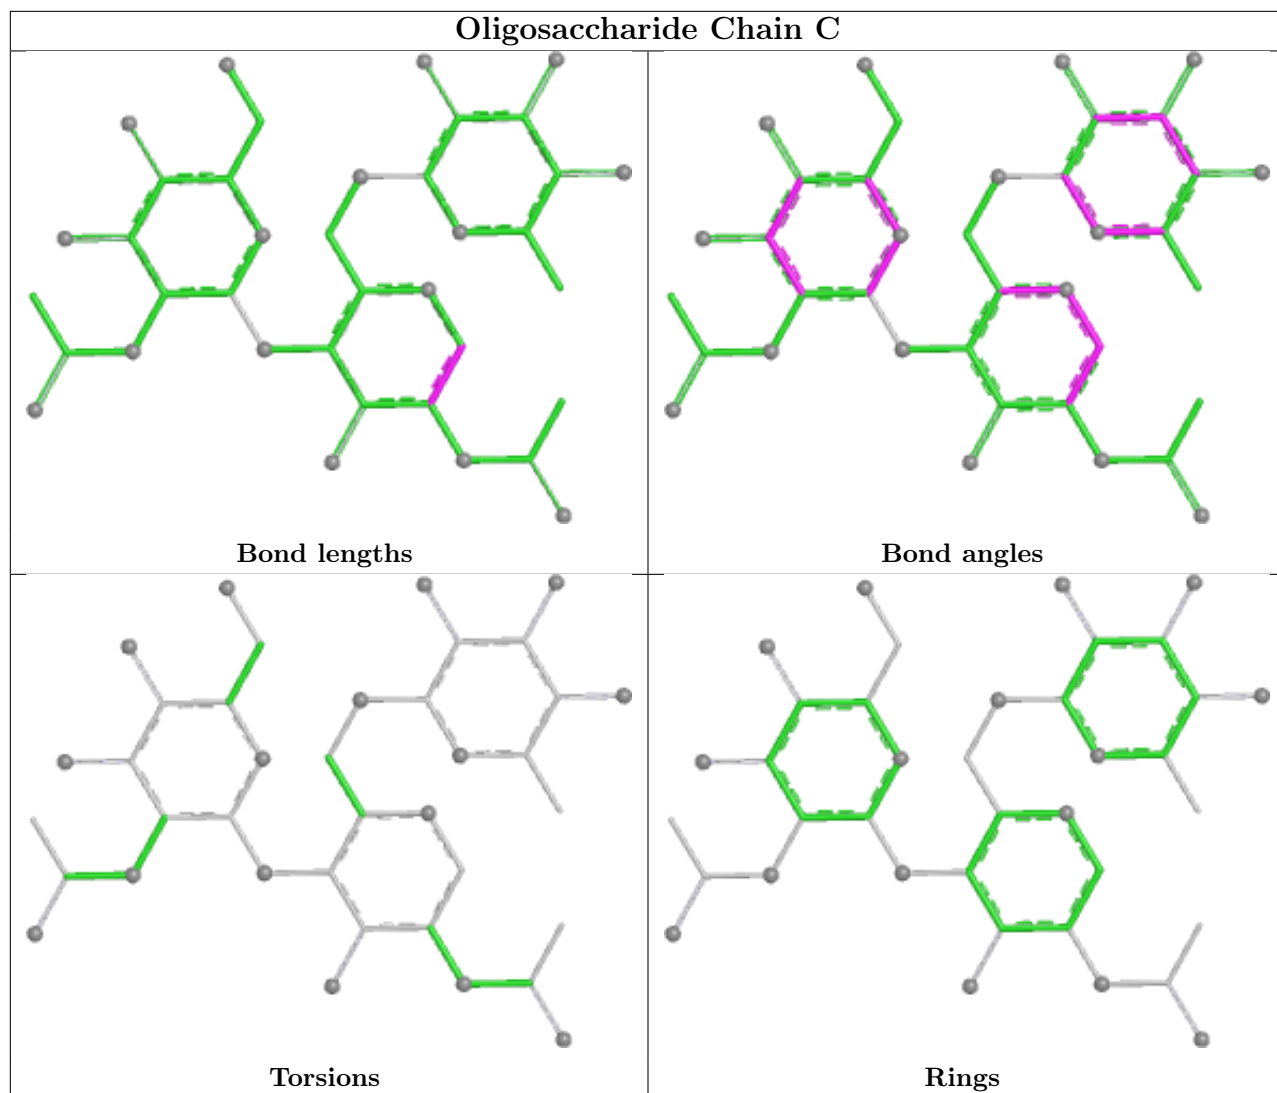 Oligosaccharide Chain C
Bond lengths
Bond angles
Torsions
Rings